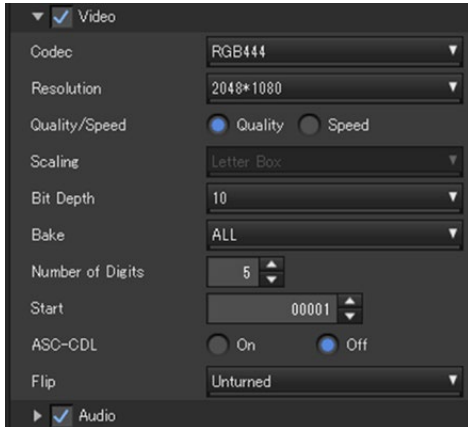 Video
Codec RGB444
Resolution 2048*1080
Quality/Speed Quality Speed
Scaling Letter Box
Bit Depth 10
Bake ALL
Number of Digits 5
Start 00001
ASC-CDL On Off
Flip Unturned
Audio